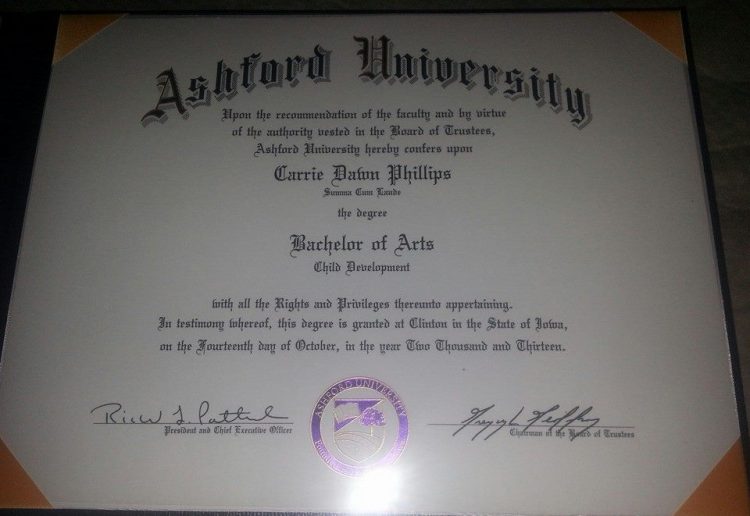 Ashford University
Upon the recommendation of the faculty and by virtue
of the authority vested in the Board of Trustees,
Ashford University hereby confers upon
Carrie Dawn Phillips
Summa Cum Laude
the degree
Bachelor of Arts
Child Development
with all the Rights and Privileges thereunto appertaining.
In testimony whereof, this degree is granted at Clinton in the State of Iowa,
on the Fourteenth day of October, in the year Two Thousand and Thirteen.
President and Chief Executive Officer
ASHFORD UNIVERSITY
Chairman of the Board of Trustees